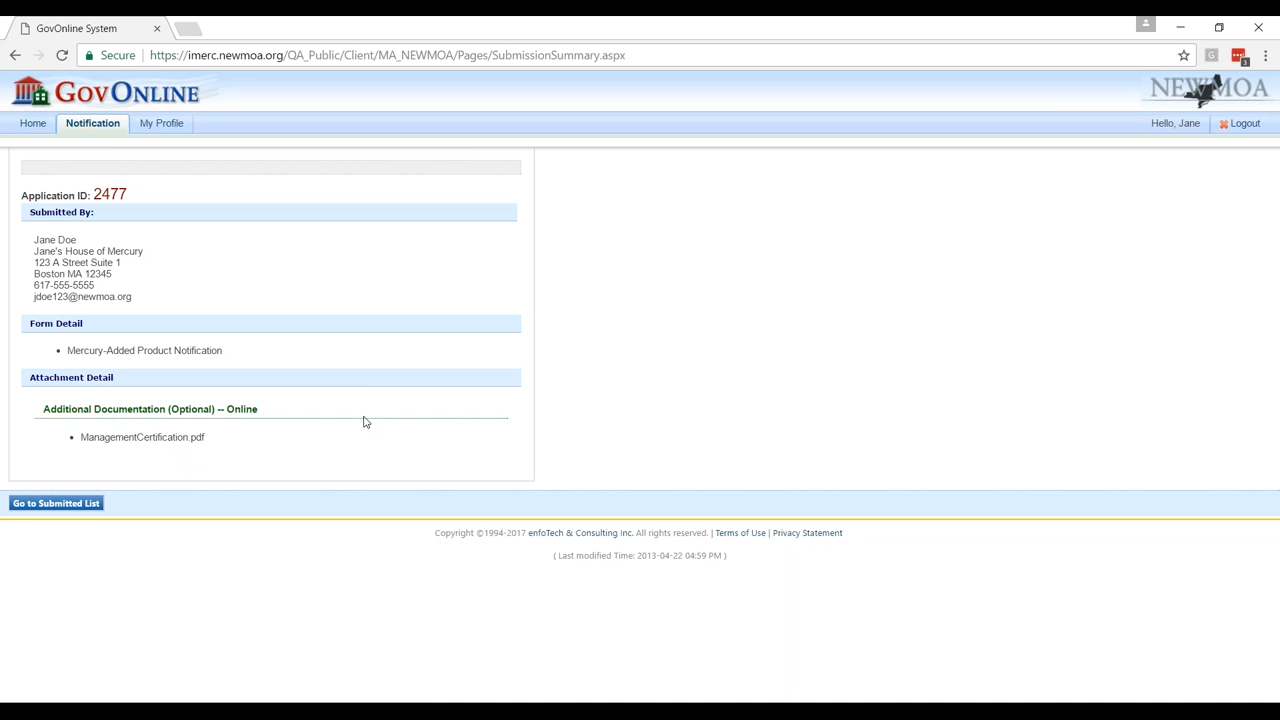 GovOnline System
Secure
https://imerc.newmoa.org/QA_Public/Client/MA_NEWMOA/Pages/SubmissionSummary.aspx
G
3
GOVONLINE
NEWMOA
Home
Notification
My Profile
Hello, Jane
Logout
Application ID: 2477
Submitted By:
Jane Doe
Jane's House of Mercury
123 A Street Suite 1
Boston MA 12345
617-555-5555
jdoe123@newmoa.org
Form Detail
• Mercury-Added Product Notification
Attachment Detail
Additional Documentation (Optional) -- Online
• ManagementCertification.pdf
Go to Submitted List
Copyright ©1994-2017 enfoTech & Consulting Inc. All rights reserved. | Terms of Use | Privacy Statement
( Last modified Time: 2013-04-22 04:59 PM )